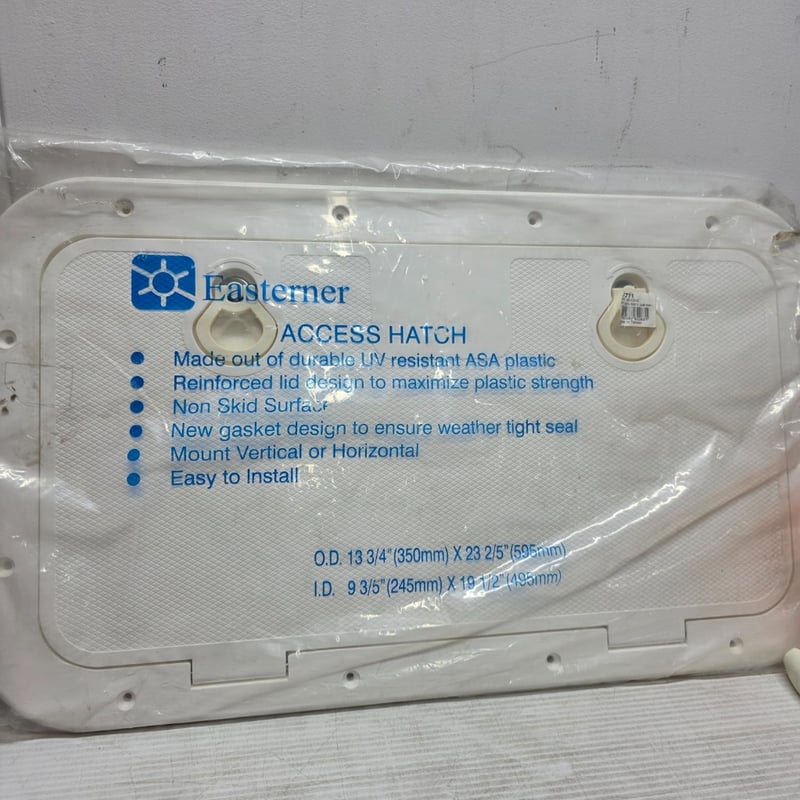 Easterner
ACCESS HATCH
● Made out of durable UV resistant ASA plastic
● Reinforced lid design to maximize plastic strength
● Non Skid Surface
● New gasket design to ensure weather tight seal
● Mount Vertical or Horizontal
● Easy to Install
O.D. 13 3/4"(350mm) X 23 2/5"(595mm)
I.D. 9 3/5"(245mm) X 19 1/2"(495mm)